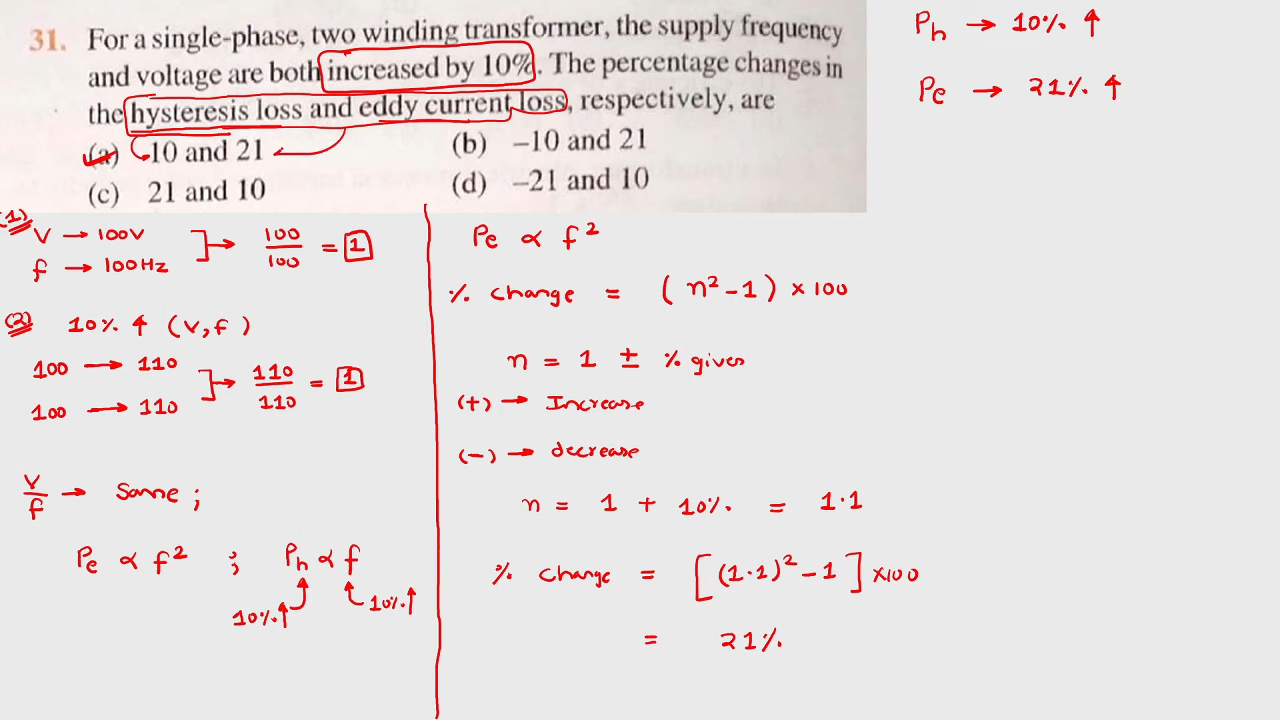 31. For a single-phase, two winding transformer, the supply frequency
and voltage are both increased by 10%. The percentage changes in
the hysteresis loss and eddy current loss, respectively, are
(a) 10 and 21
(b) –10 and 21
(c) 21 and 10
(d) –21 and 10
Ph → 10% ↑
Pe → 21% ↑
(1)
V → 100V
f → 100Hz
→ 100/100 = 1
(2) 10% ↑ (V,f)
100 → 110
100 → 110
→ 110/110 = 1
V/f → Same ;
Pe ∝ f² ; Ph ∝ f
10%↑ 10%↑
Pe ∝ f²
% change = (n² – 1) × 100
n = 1 ± % given
(+) → Increase
(–) → decrease
n = 1 + 10% = 1.1
% change = [(1.1)² – 1] ×100
= 21%